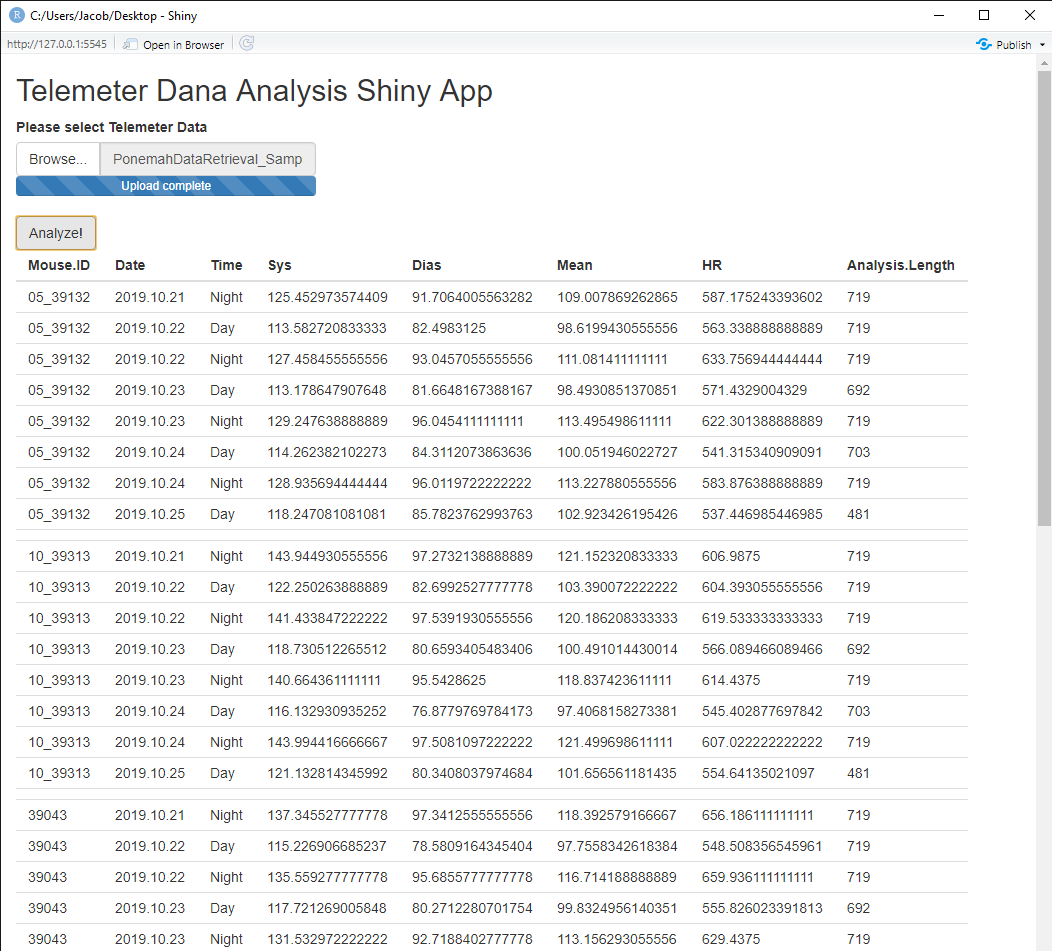 R C:/Users/Jacob/Desktop - Shiny
http://127.0.0.1:5545 Open in Browser Publish
Telemeter Dana Analysis Shiny App
Please select Telemeter Data
Browse... PonemahDataRetrieval_Samp
Upload complete
Analyze!
Mouse.ID Date Time Sys Dias Mean HR Analysis.Length
05_39132 2019.10.21 Night 125.452973574409 91.7064005563282 109.007869262865 587.175243393602 719
05_39132 2019.10.22 Day 113.582720833333 82.4983125 98.6199430555556 563.338888888889 719
05_39132 2019.10.22 Night 127.458455555556 93.0457055555556 111.081411111111 633.756944444444 719
05_39132 2019.10.23 Day 113.178647907648 81.6648167388167 98.4930851370851 571.4329004329 692
05_39132 2019.10.23 Night 129.247638888889 96.0454111111111 113.495498611111 622.301388888889 719
05_39132 2019.10.24 Day 114.262382102273 84.3112073863636 100.051946022727 541.315340909091 703
05_39132 2019.10.24 Night 128.935694444444 96.0119722222222 113.227880555556 583.876388888889 719
05_39132 2019.10.25 Day 118.247081081081 85.7823762993763 102.923426195426 537.446985446985 481
10_39313 2019.10.21 Night 143.944930555556 97.2732138888889 121.152320833333 606.9875 719
10_39313 2019.10.22 Day 122.250263888889 82.6992527777778 103.390072222222 604.393055555556 719
10_39313 2019.10.22 Night 141.433847222222 97.5391930555556 120.186208333333 619.533333333333 719
10_39313 2019.10.23 Day 118.730512265512 80.6593405483406 100.491014430014 566.089466089466 692
10_39313 2019.10.23 Night 140.664361111111 95.5428625 118.837423611111 614.4375 719
10_39313 2019.10.24 Day 116.132930935252 76.8779769784173 97.4068158273381 545.402877697842 703
10_39313 2019.10.24 Night 143.994416666667 97.5081097222222 121.499698611111 607.022222222222 719
10_39313 2019.10.25 Day 121.132814345992 80.3408037974684 101.656561181435 554.64135021097 481
39043 2019.10.21 Night 137.345527777778 97.3412555555556 118.392579166667 656.186111111111 719
39043 2019.10.22 Day 115.226906685237 78.5809164345404 97.7558342618384 548.508356545961 719
39043 2019.10.22 Night 135.559277777778 95.6855777777778 116.714188888889 659.936111111111 719
39043 2019.10.23 Day 117.721269005848 80.2712280701754 99.8324956140351 555.826023391813 692
39043 2019.10.23 Night 131.532972222222 92.7188402777778 113.156293055556 629.4375 719